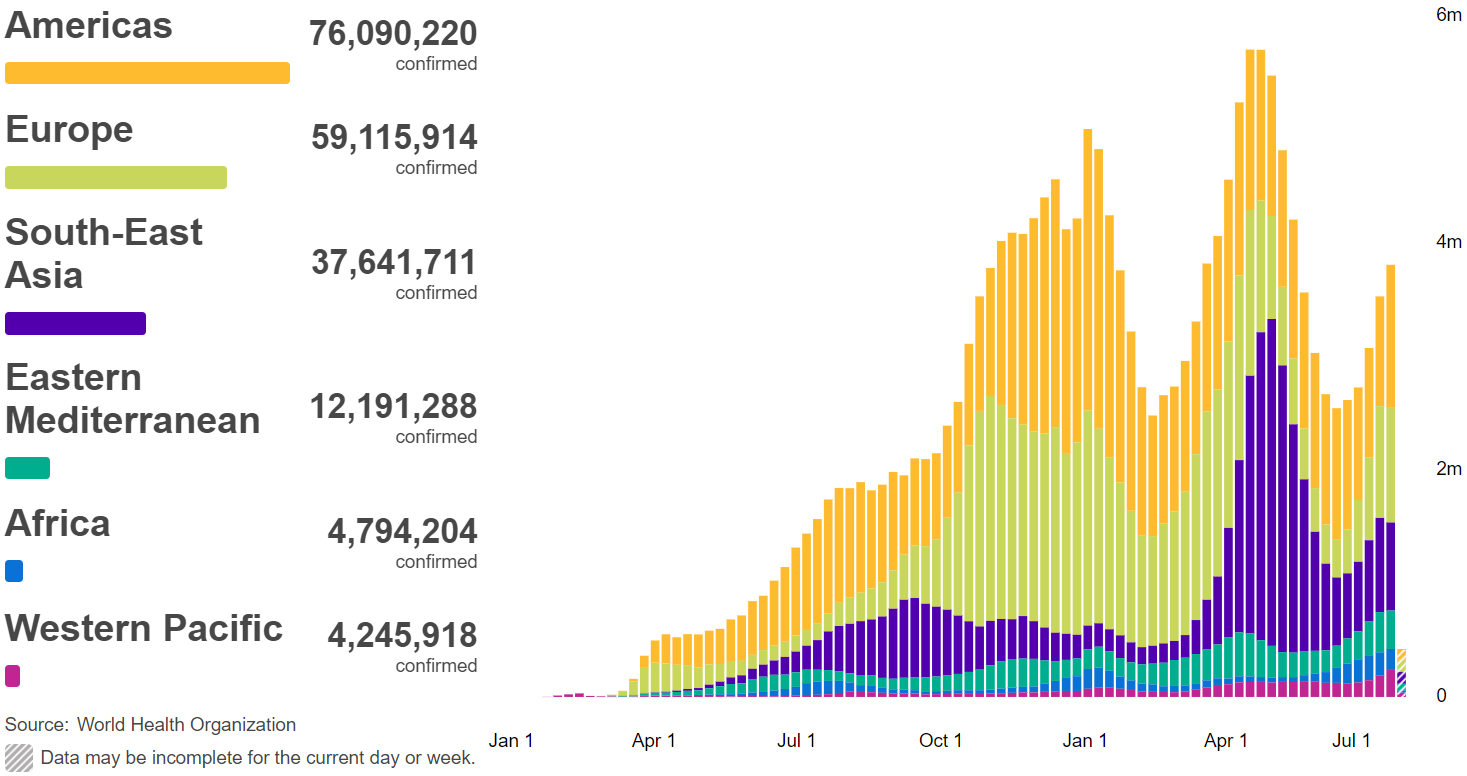 Americas
76,090,220
confirmed
Europe
59,115,914
confirmed
South-East
Asia
37,641,711
confirmed
Eastern
Mediterranean
12,191,288
confirmed
Africa
4,794,204
confirmed
Western Pacific
4,245,918
confirmed
Source: World Health Organization
Data may be incomplete for the current day or week.
6m
4m
2m
0
Jan 1 Apr 1 Jul 1 Oct 1 Jan 1 Apr 1 Jul 1